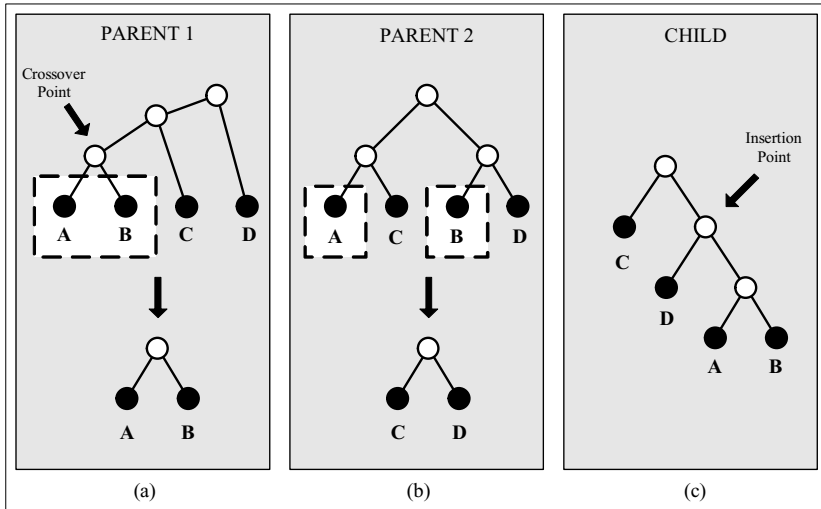 PARENT 1
Crossover
Point
A B C D
A B
(a)
PARENT 2
A C B D
C D
(b)
CHILD
Insertion
Point
C
D
A B
(c)